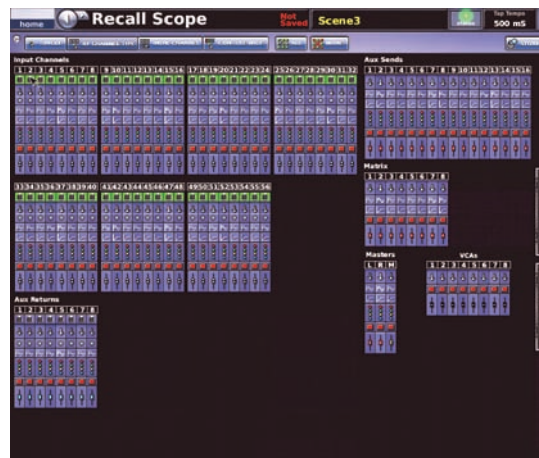 home
Recall Scope
Not Saved
Scene3
Tap Tempo
500 mS
Input Channels
1 2 3 4 5 6 7 8
9 10 11 12 13 14 15 16
17 18 19 20 21 22 23 24
25 26 27 28 29 30 31 32
Aux Sends
1 2 3 4 5 6 7 8 9 10 11 12 13 14 15 16
Matrix
1 2 3 4 5 6 7 8
33 34 35 36 37 38 39 40
41 42 43 44 45 46 47 48
49 50 51 52 53 54 55 56
Masters
L R M
VCAs
1 2 3 4 5 6 7 8
Aux Returns
1 2 3 4 5 6 7 8